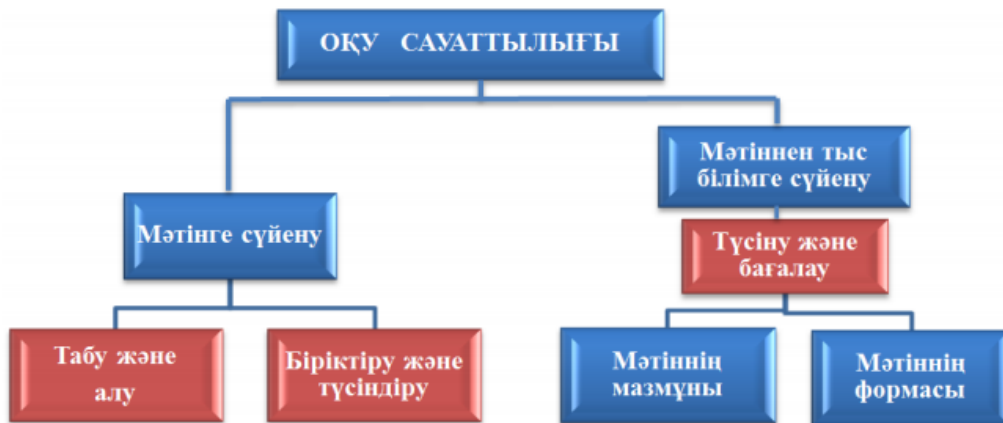 ОҚУ САУАТТЫЛЫҒЫ
Мәтінге сүйену
Табу және
алу
Біріктіру және
түсіндіру
Мәтіннен тыс
білімге сүйену
Түсіну және
бағалау
Мәтіннің
мазмұны
Мәтіннің
формасы